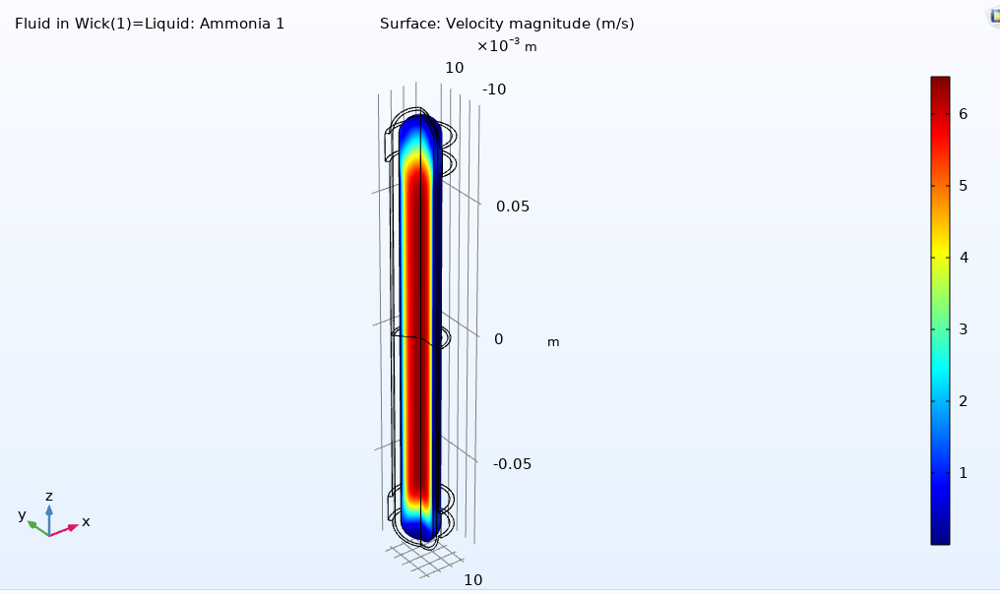 Fluid in Wick(1)=Liquid: Ammonia 1
Surface: Velocity magnitude (m/s)
×10⁻³ m
10
-10
0.05
0
m
-0.05
10
6
5
4
3
2
1
z
y
x